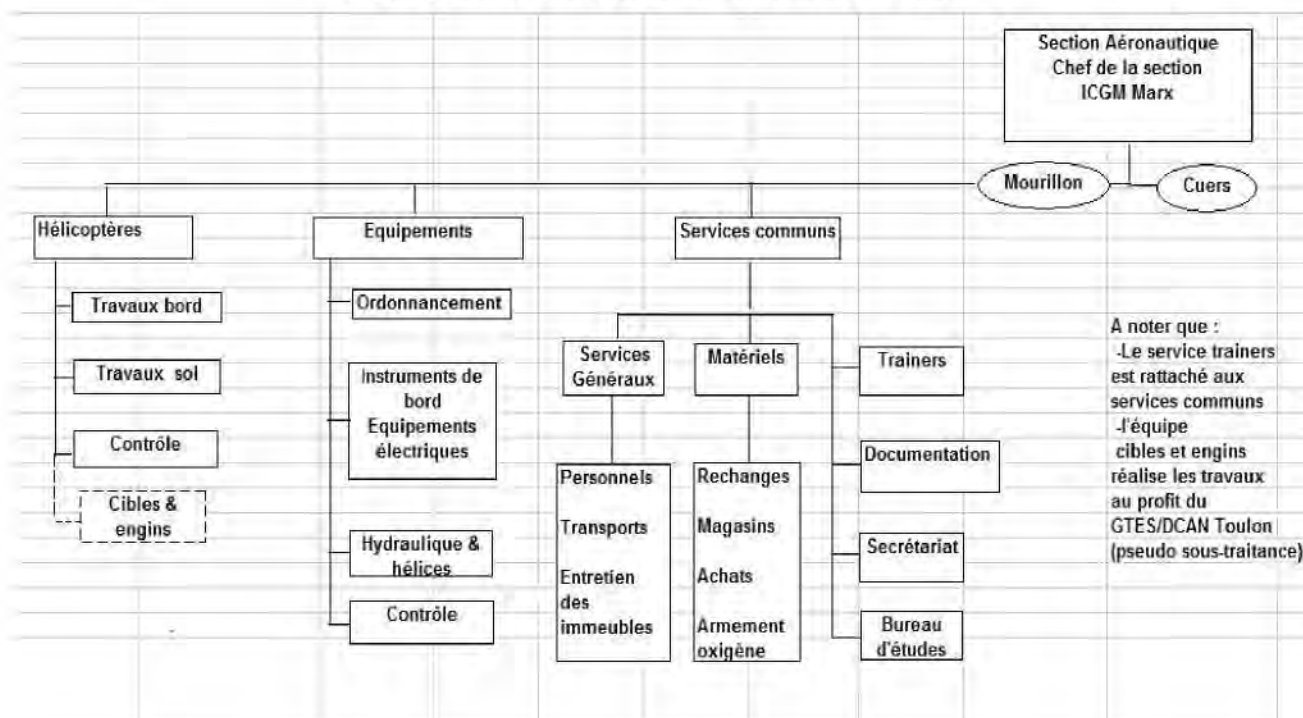 Section Aéronautique
Chef de la section
ICGM Marx
Mourillon
Cuers
Hélicoptères
Equipements
Services communs
Travaux bord
Travaux sol
Contrôle
Cibles &
engins
Ordonnancement
Instruments de
bord
Equipements
électriques
Hydraulique &
hélices
Contrôle
Services
Généraux
Personnels
Transports
Entretien
des
immeubles
Matériels
Rechanges
Magasins
Achats
Armement
oxigène
Trainers
Documentation
Secrétariat
Bureau
d'études
A noter que :
-Le service trainers
est rattaché aux
services communs
-l'équipe
cibles et engins
réalise les travaux
au profit du
GTES/DCAN Toulon
(pseudo sous-traitance)